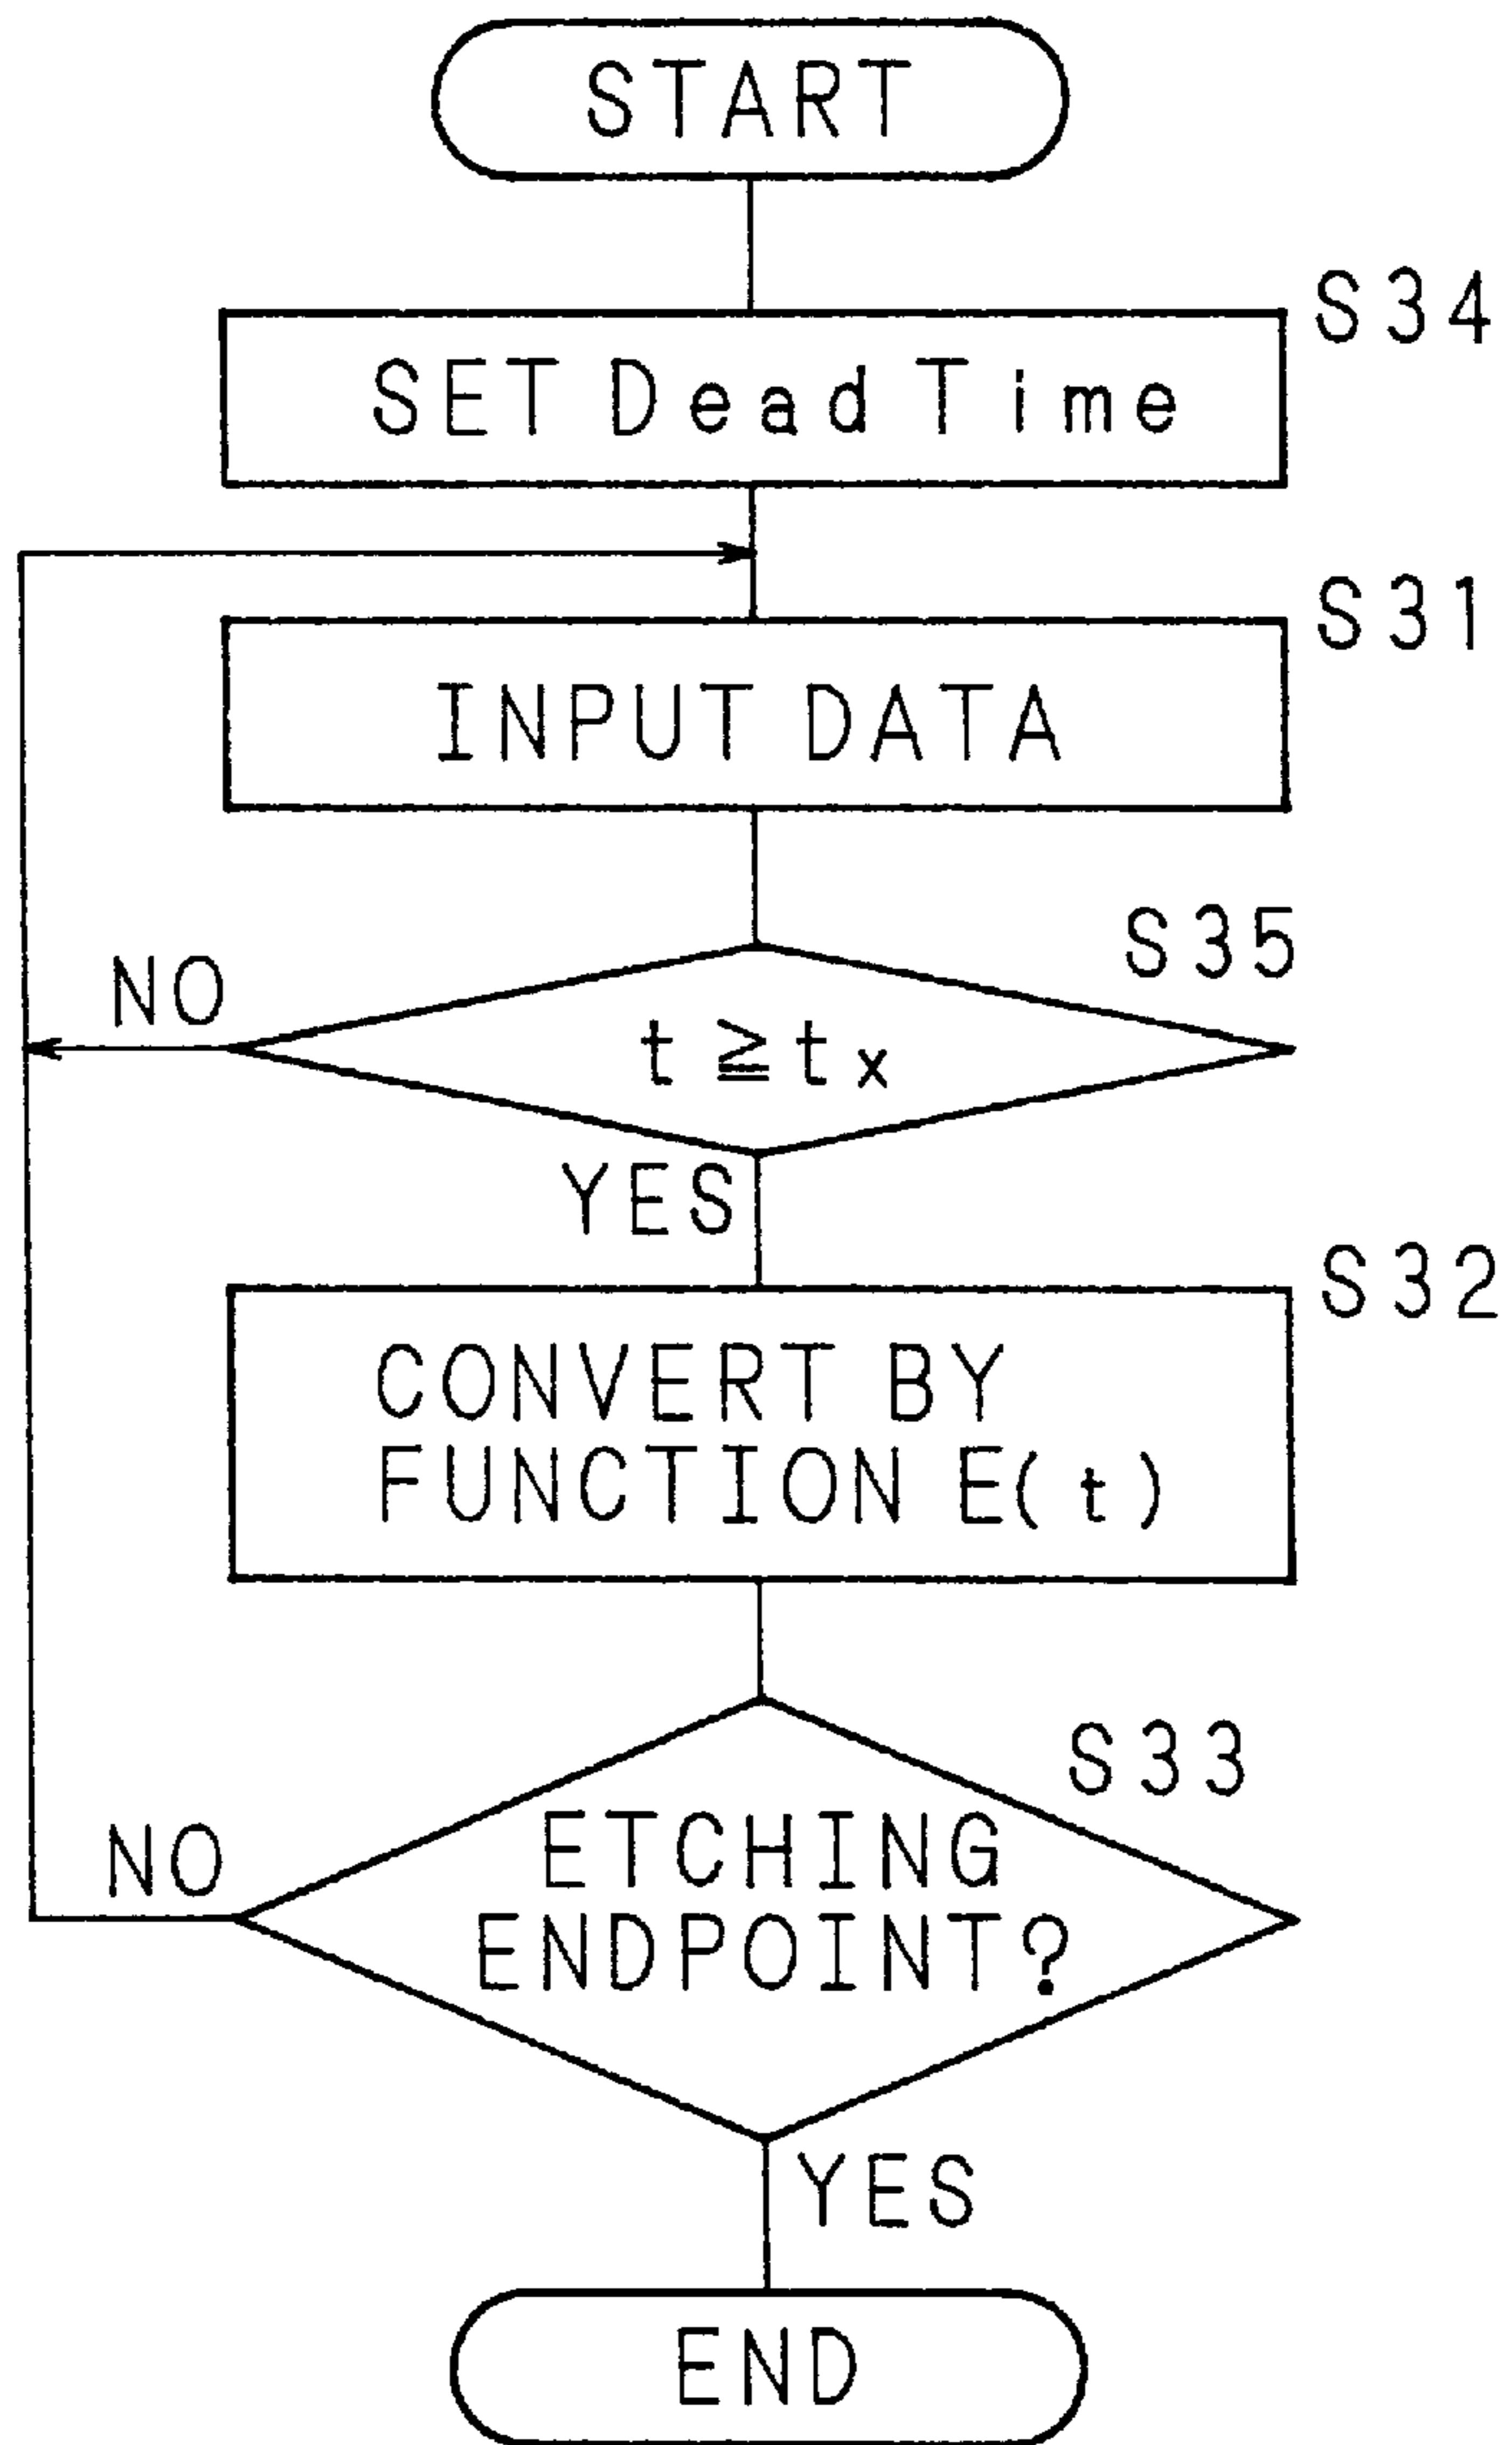 START
S34
SET Dead Time
S31
INPUT DATA
S35
NO
t ≧ tx
YES
S32
CONVERT BY
FUNCTION E(t)
S33
NO
ETCHING
ENDPOINT?
YES
END